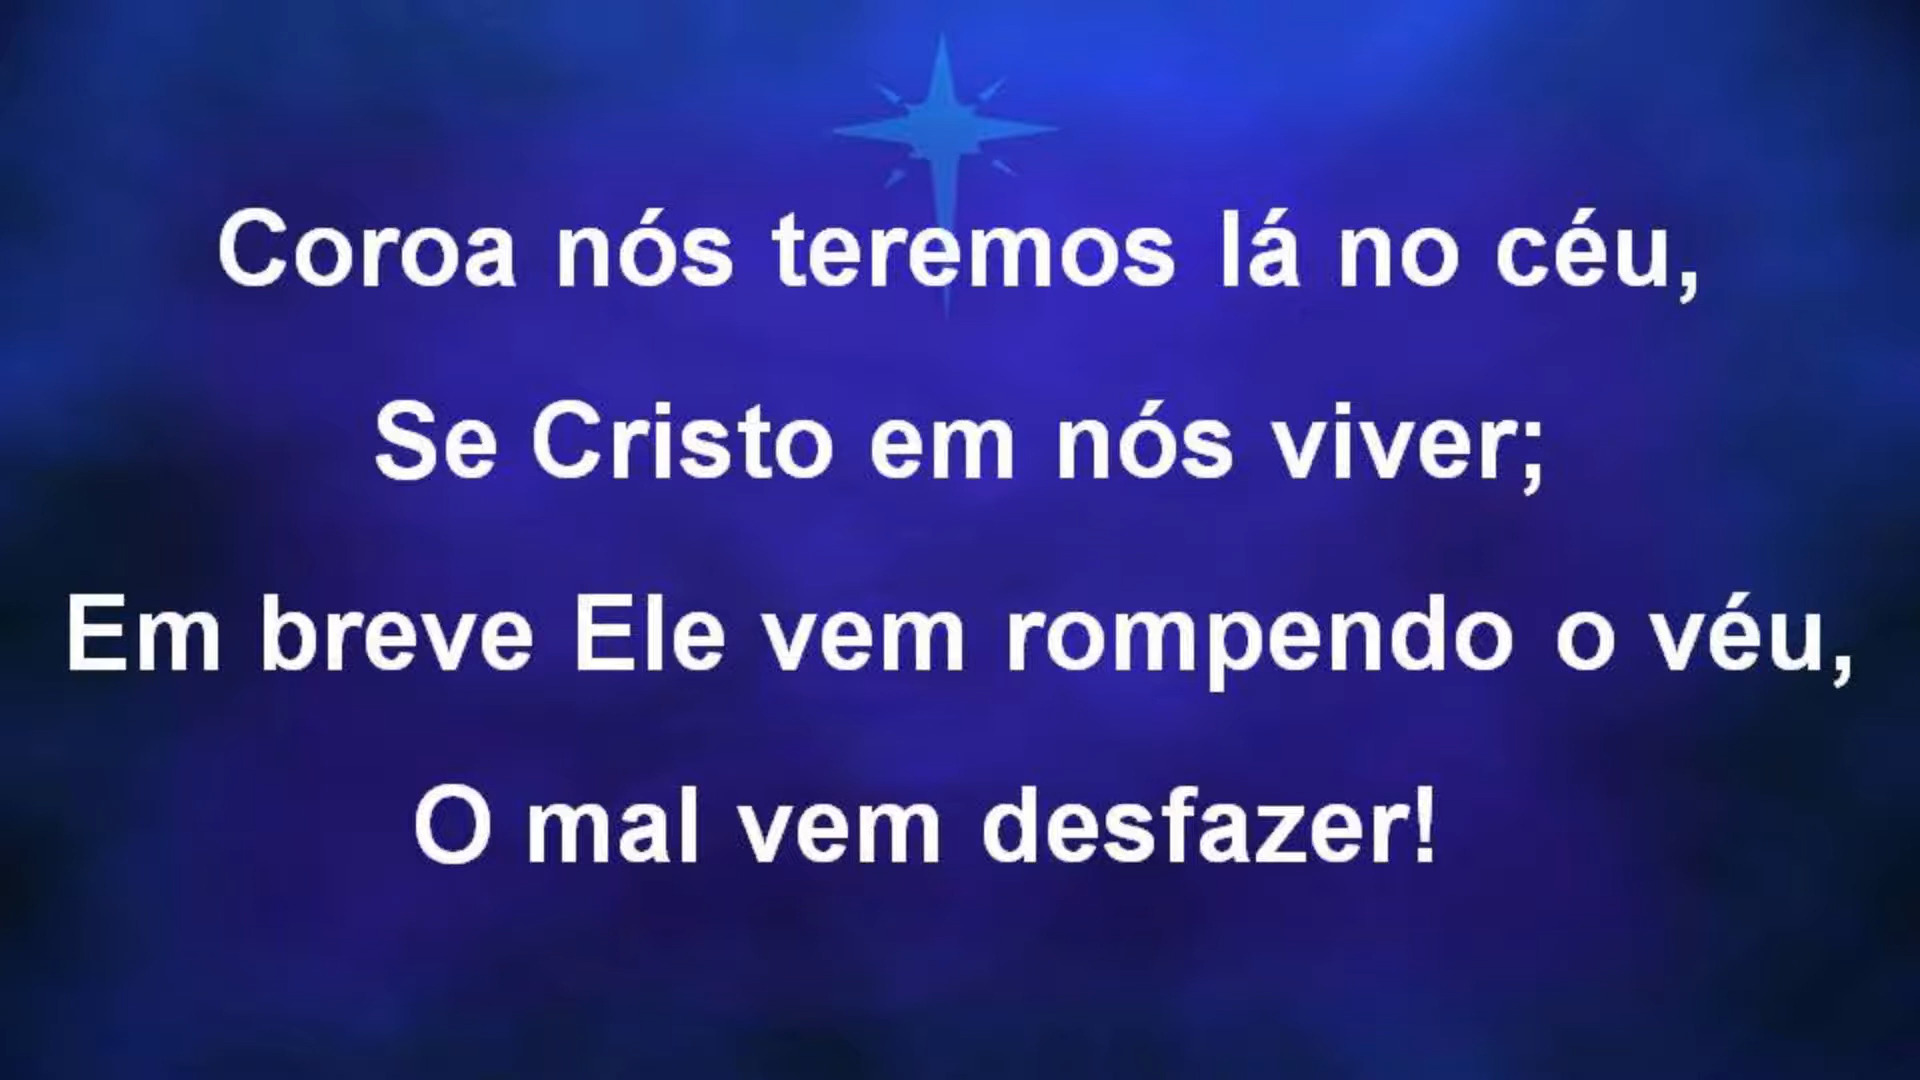 Coroa nós teremos lá no céu,
Se Cristo em nós viver;
Em breve Ele vem rompendo o véu,
O mal vem desfazer!